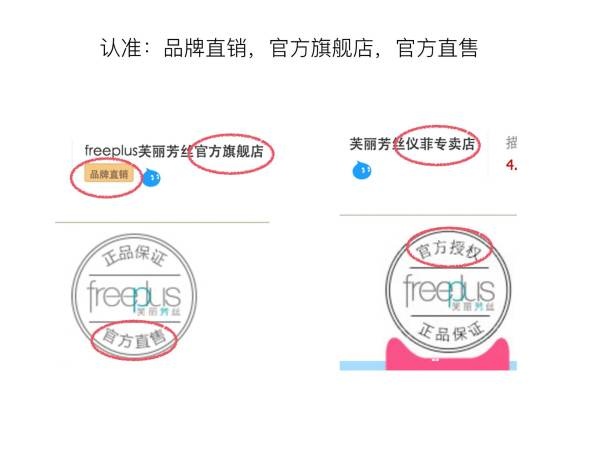 认准：品牌直销，官方旗舰店，官方直售
freeplus芙丽芳丝官方旗舰店
品牌直销
正品保证
freeplus
芙丽芳丝
官方直售
芙丽芳丝仪菲专卖店
描
4.
官方授权
freeplus
芙丽芳丝
正品保证